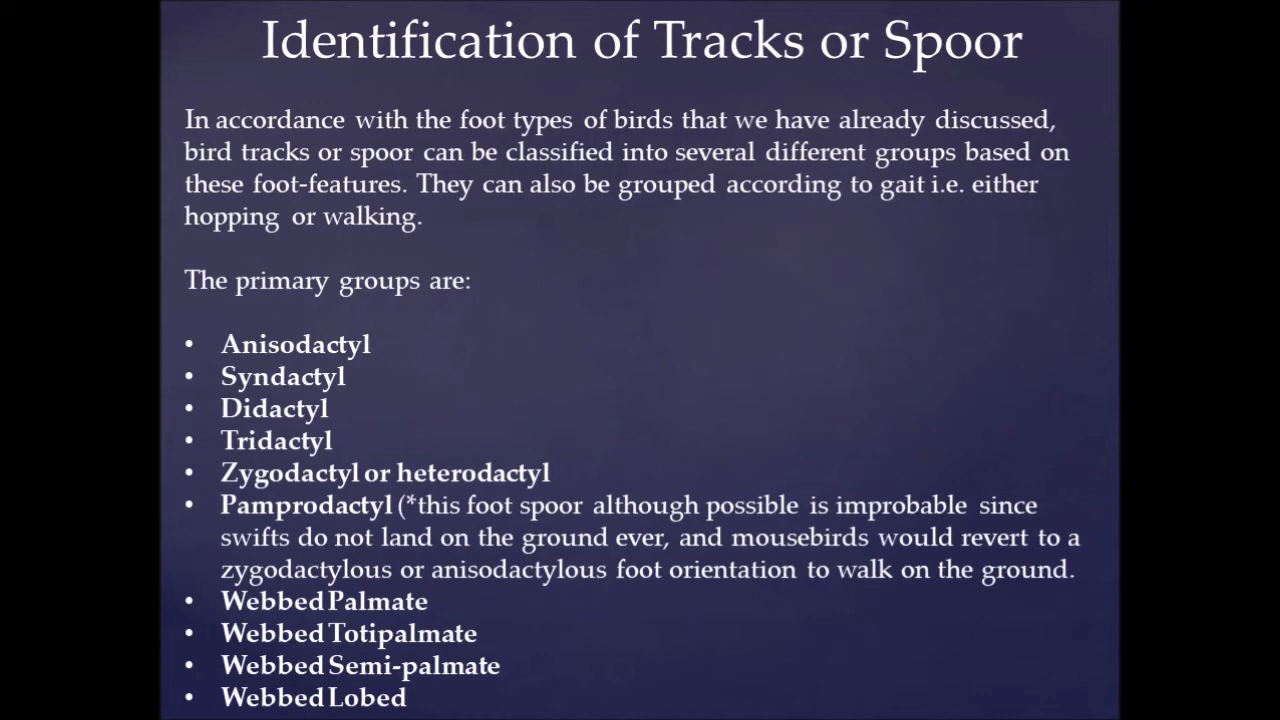 Identification of Tracks or Spoor
In accordance with the foot types of birds that we have already discussed,
bird tracks or spoor can be classified into several different groups based on
these foot-features. They can also be grouped according to gait i.e. either
hopping or walking.
The primary groups are:
• Anisodactyl
• Syndactyl
• Didactyl
• Tridactyl
• Zygodactyl or heterodactyl
• Pamprodactyl (*this foot spoor although possible is improbable since
swifts do not land on the ground ever, and mousebirds would revert to a
zygodactylous or anisodactylous foot orientation to walk on the ground.
• Webbed Palmate
• Webbed Totipalmate
• Webbed Semi-palmate
• Webbed Lobed